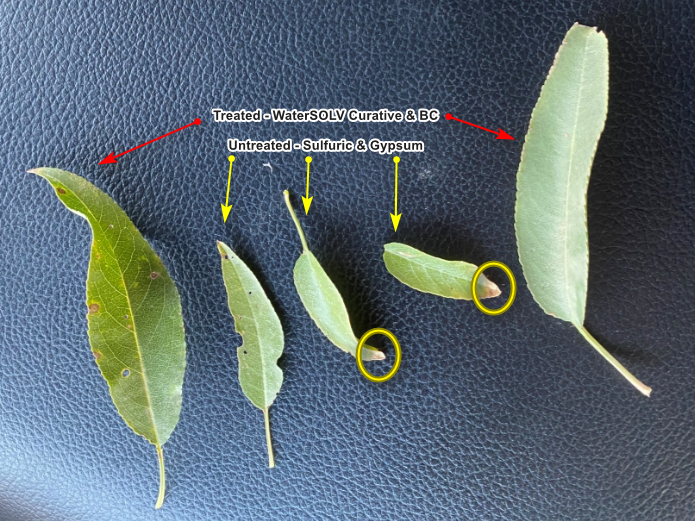 Treated - WaterSOLV Curative & BC
Untreated - Sulfuric & Gypsum